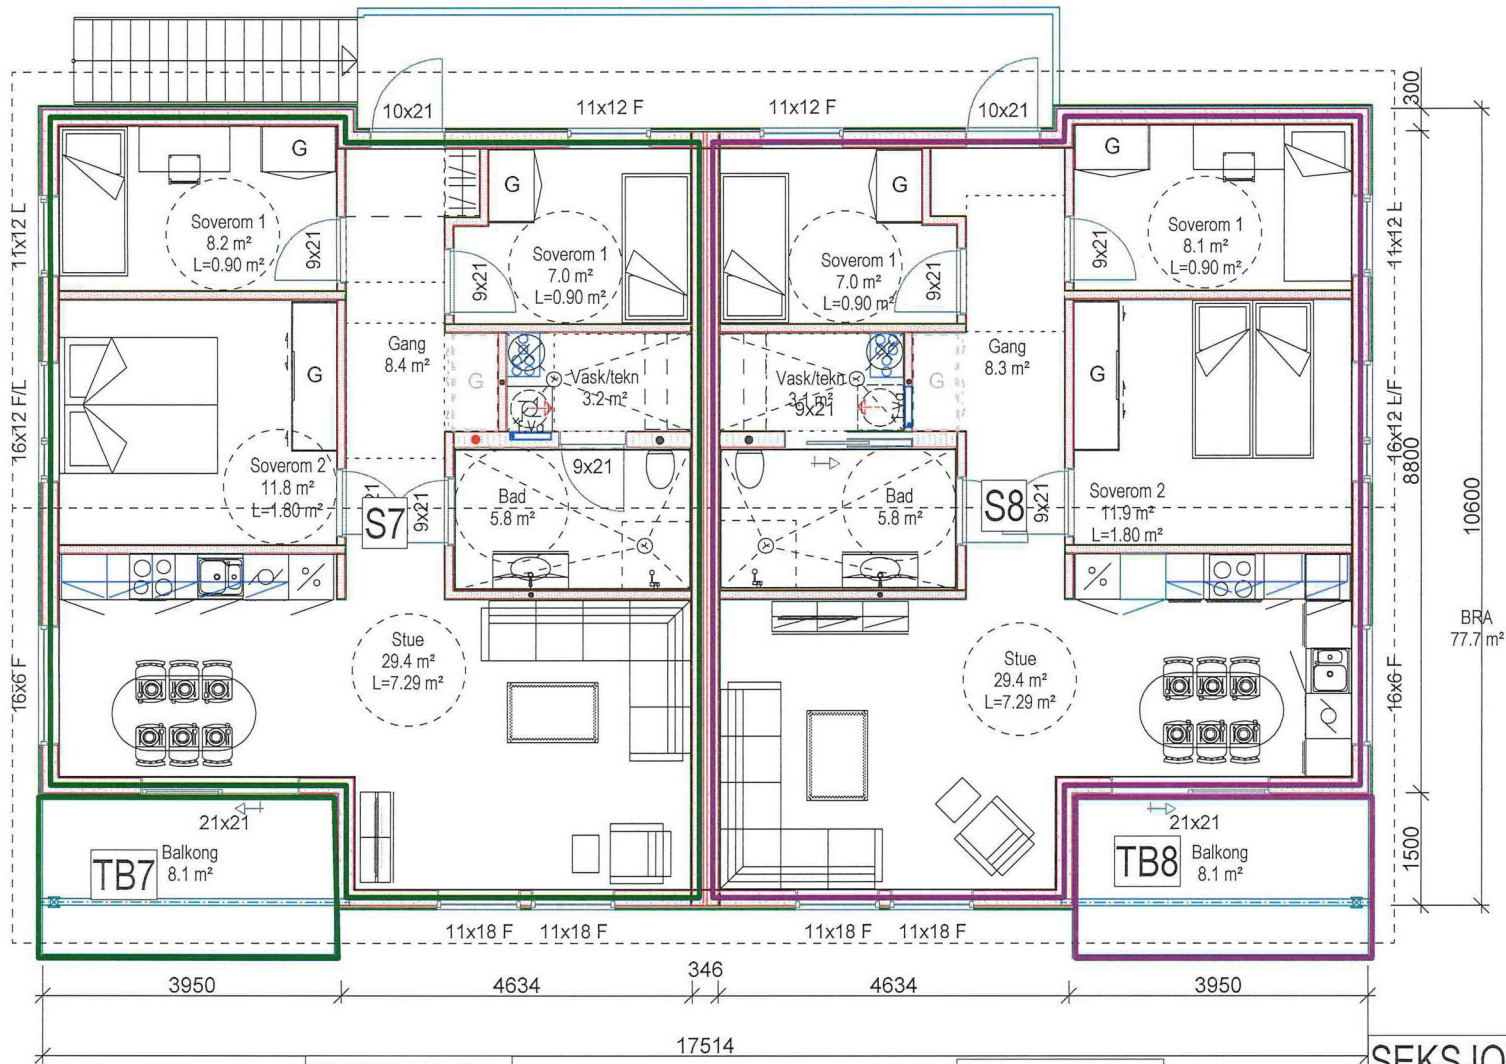 10x21
11x12 F
11x12 F
10x21
300
G
G
G
G
11x12 L
Soverom 1
8.2 m²
L=0.90 m²
9x21
Soverom 1
7.0 m²
L=0.90 m²
9x21
Soverom 1
7.0 m²
L=0.90 m²
9x21
Soverom 1
8.1 m²
L=0.90 m²
9x21
11x12 L
Gang
8.4 m²
G
G
Vask/tekn
3.2 m²
Vask/tekn
3.1 m²
9x21
G
Gang
8.3 m²
G
16x12 F/L
16x12 L/F
8800
10600
Soverom 2
11.8 m²
L=1.80 m²
S7
9x21
Bad
5.8 m²
9x21
Bad
5.8 m²
S8
9x21
Soverom 2
11.9 m²
L=1.80 m²
BRA
77.7 m²
16x6 F
Stue
29.4 m²
L=7.29 m²
Stue
29.4 m²
L=7.29 m²
16x6 F
21x21
21x21
TB7
Balkong
8.1 m²
TB8
Balkong
8.1 m²
1500
11x18 F
11x18 F
11x18 F
11x18 F
3950
4634
346
4634
3950
17514